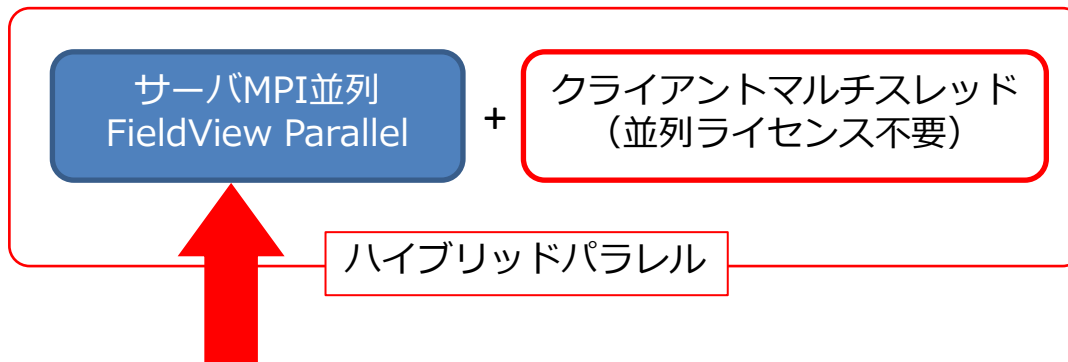 サーバMPI並列
FieldView Parallel
+
クライアントマルチスレッド
（並列ライセンス不要）
ハイブリッドパラレル